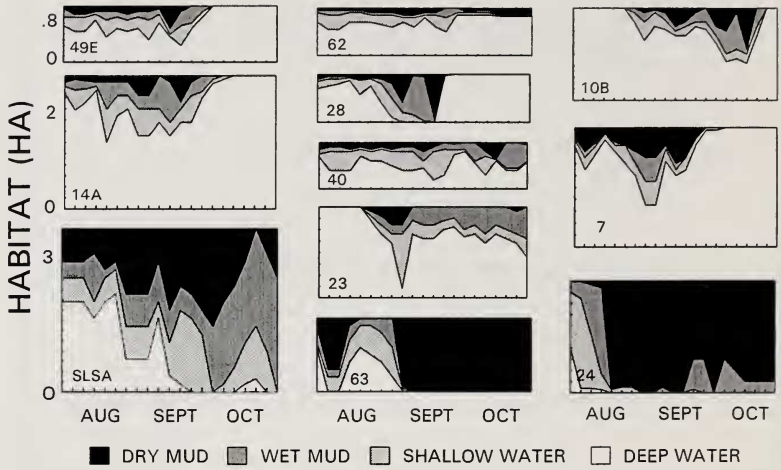 HABITAT (HA)
.8
0
49E
62
10B
2
0
14A
28
40
7
3
0
SLSA
23
63
24
AUG SEPT OCT
AUG SEPT OCT
AUG SEPT OCT
DRY MUD WET MUD SHALLOW WATER DEEP WATER